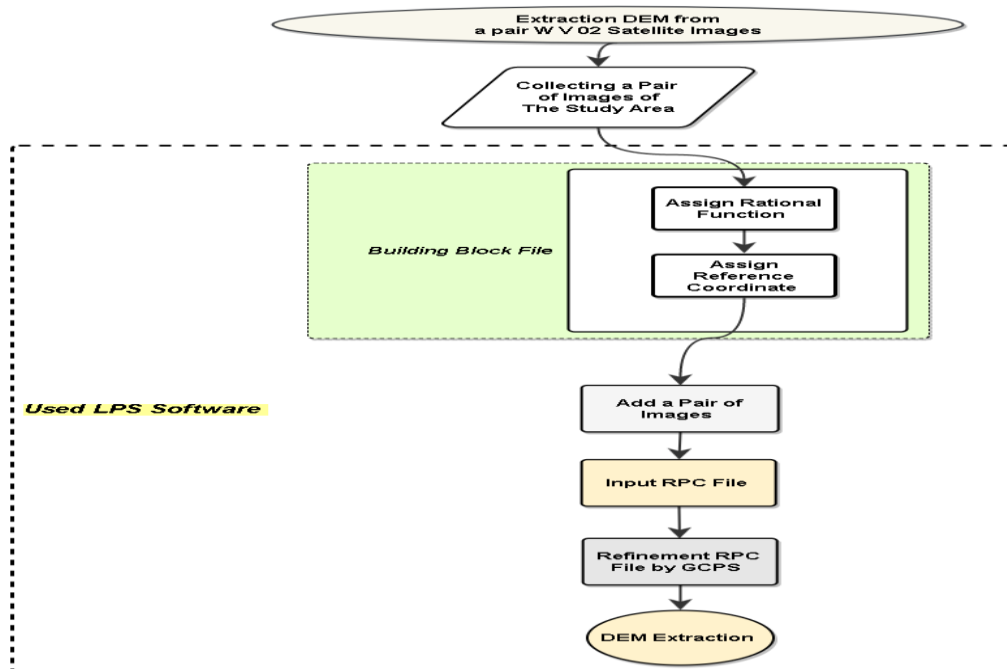 Extraction DEM from
a pair W V 02 Satellite Images
Collecting a Pair
of Images of
The Study Area
Assign Rational
Function
Building Block File
Assign
Reference
Coordinate
Add a Pair of
Images
Used LPS Software
Input RPC File
Refinement RPC
File by GCPS
DEM Extraction